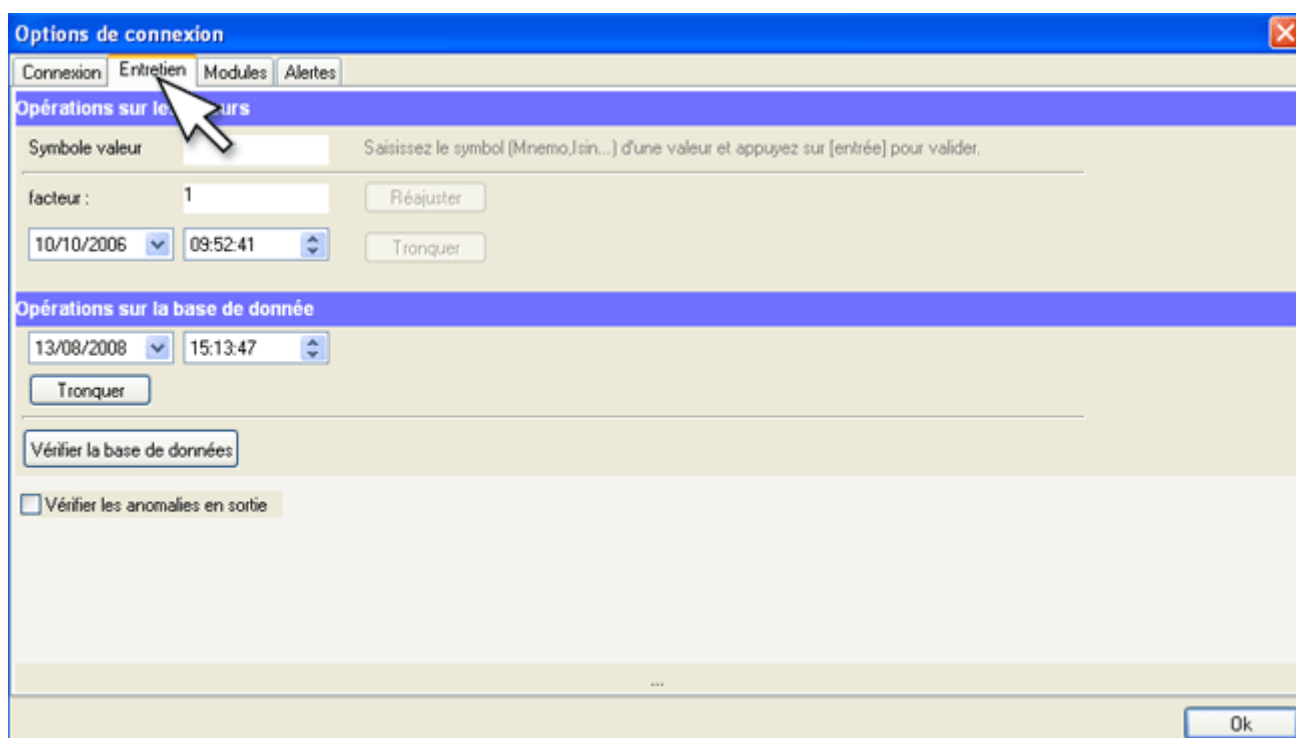 Options de connexion
Connexion Entretien Modules Alertes
Opérations sur les
Symbole valeur Saisissez le symbol (Mnemo,Isin...) d'une valeur et appuyez sur [entrée] pour valider.
facteur : 1 Réajuster
10/10/2006 09:52:41 Tronquer
Opérations sur la base de donnée
13/08/2008 15:13:47
Tronquer
Vérifier la base de données
Vérifier les anomalies en sortie
...
Ok